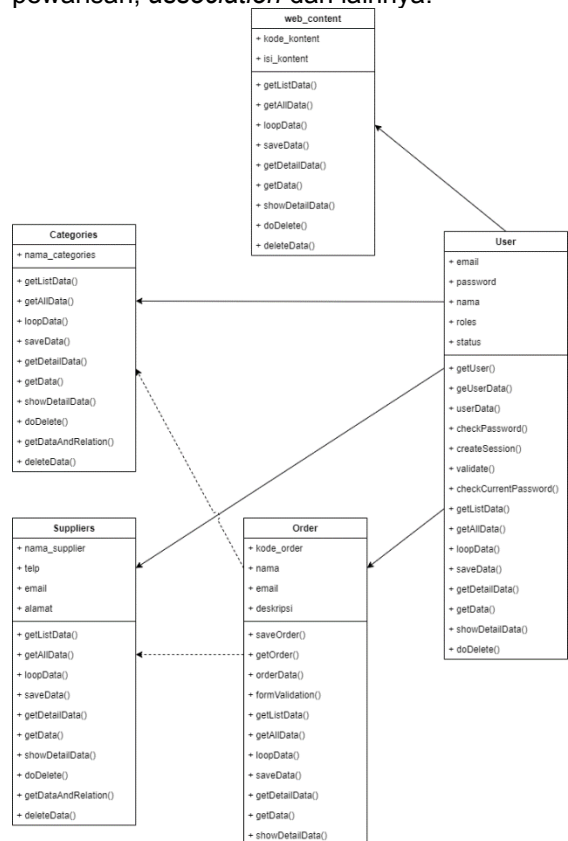 pewarisan, association dan lainnya.
web_content
+ kode_kontent
+ isi_kontent
+ getListData()
+ getAllData()
+ loopData()
+ saveData()
+ getDetailData()
+ getData()
+ showDetailData()
+ doDelete()
+ deleteData()
Categories
+ nama_categories
+ getListData()
+ getAllData()
+ loopData()
+ saveData()
+ getDetailData()
+ getData()
+ showDetailData()
+ doDelete()
+ getDataAndRelation()
+ deleteData()
User
+ email
+ password
+ nama
+ roles
+ status
+ getUser()
+ geUserData()
+ userData()
+ checkPassword()
+ createSession()
+ validate()
+ checkCurrentPassword()
+ getListData()
+ getAllData()
+ loopData()
+ saveData()
+ getDetailData()
+ getData()
+ showDetailData()
+ doDelete()
Suppliers
+ nama_supplier
+ telp
+ email
+ alamat
+ getListData()
+ getAllData()
+ loopData()
+ saveData()
+ getDetailData()
+ getData()
+ showDetailData()
+ doDelete()
+ getDataAndRelation()
+ deleteData()
Order
+ kode_order
+ nama
+ email
+ deskripsi
+ saveOrder()
+ getOrder()
+ orderData()
+ formValidation()
+ getListData()
+ getAllData()
+ loopData()
+ saveData()
+ getDetailData()
+ getData()
+ showDetailData()